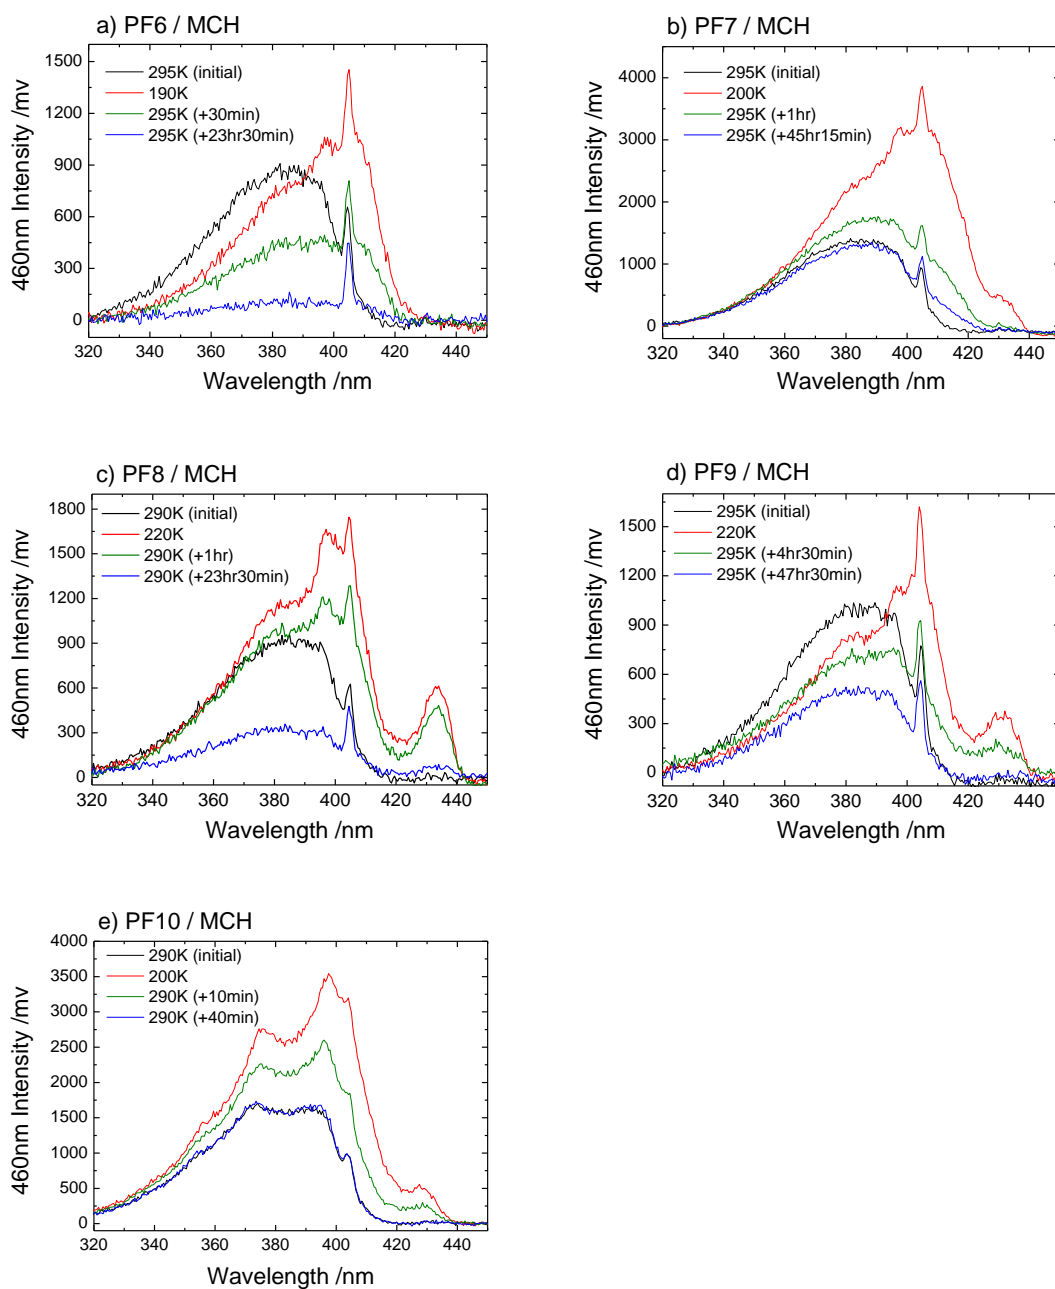 a) PF6 / MCH
295K (initial)
190K
295K (+30min)
295K (+23hr30min)
1500
1200
900
600
300
0
460nm Intensity /mv
320 340 360 380 400 420 440
Wavelength /nm
b) PF7 / MCH
295K (initial)
200K
295K (+1hr)
295K (+45hr15min)
4000
3000
2000
1000
0
460nm Intensity /mv
320 340 360 380 400 420 440
Wavelength /nm
c) PF8 / MCH
290K (initial)
220K
290K (+1hr)
290K (+23hr30min)
1800
1500
1200
900
600
300
0
460nm Intensity /mv
320 340 360 380 400 420 440
Wavelength /nm
d) PF9 / MCH
295K (initial)
220K
295K (+4hr30min)
295K (+47hr30min)
1500
1200
900
600
300
0
460nm Intensity /mv
320 340 360 380 400 420 440
Wavelength /nm
e) PF10 / MCH
290K (initial)
200K
290K (+10min)
290K (+40min)
4000
3500
3000
2500
2000
1500
1000
500
0
460nm Intensity /mv
320 340 360 380 400 420 440
Wavelength /nm